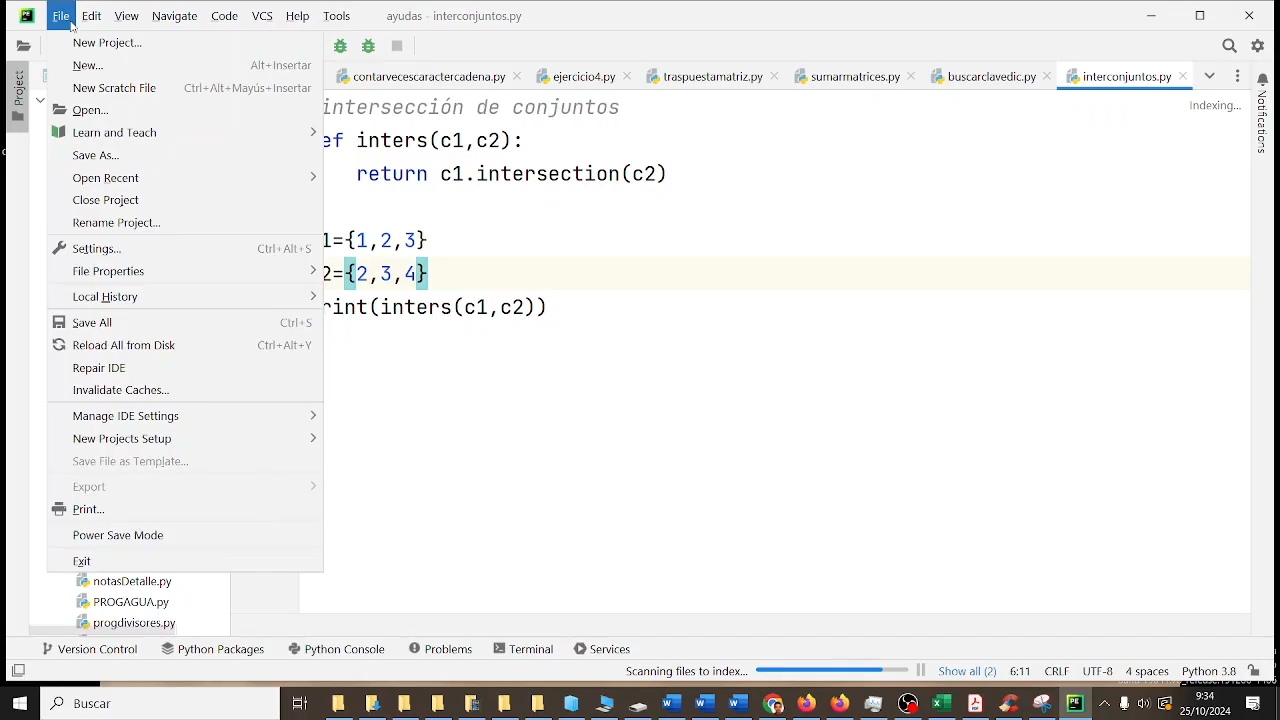 File Edit View Navigate Code VCS Help Tools ayudas - interconjuntos.py
New Project...
New... Alt+Insertar
New Scratch File Ctrl+Alt+Mayús+Insertar
Open...
Learn and Teach
Save As...
Open Recent
Close Project
Rename Project...
Settings... Ctrl+Alt+S
File Properties
Local History
Save All Ctrl+S
Reload All from Disk Ctrl+Alt+Y
Repair IDE
Invalidate Caches...
Manage IDE Settings
New Projects Setup
Save File as Template...
Export
Print...
Power Save Mode
Exit
Project
contarvecescaractercadena.py ejercicio4.py traspuestamatriz.py sumarmatrices.py buscarclavedic.py interconjuntos.py
Indexing...
Notifications
intersección de conjuntos
ef inters(c1,c2):
return c1.intersection(c2)
1={1,2,3}
2={2,3,4}
rint(inters(c1,c2))
notasDetalle.py
PROGAGUA.py
progdivisores.py
Version Control Python Packages Python Console Problems Terminal Services
Scanning files to index... Show all (2) 6:11 CRLF UTF-8 4 spaces Python 3.8
Buscar
9:34
25/10/2024